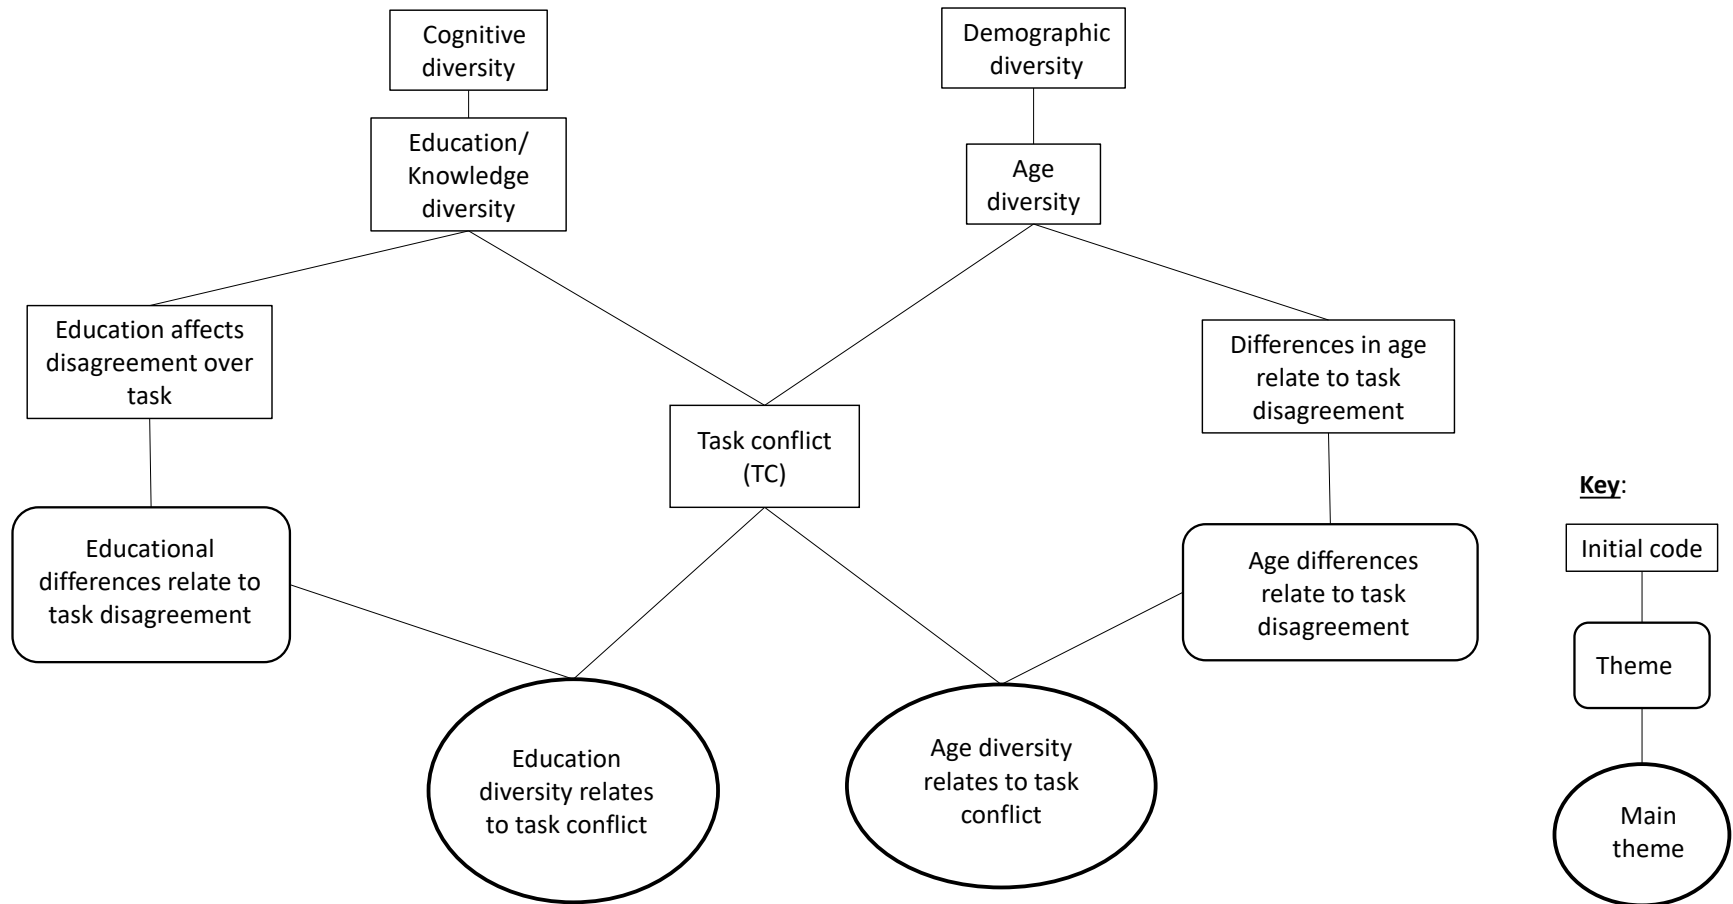 Cognitive
diversity
Demographic
diversity
Education/
Knowledge
diversity
Age
diversity
Education affects
disagreement over
task
Differences in age
relate to task
disagreement
Task conflict
(TC)
Educational
differences relate to
task disagreement
Age differences
relate to task
disagreement
Education
diversity relates
to task conflict
Age diversity
relates to task
conflict
Key:
Initial code
Theme
Main
theme